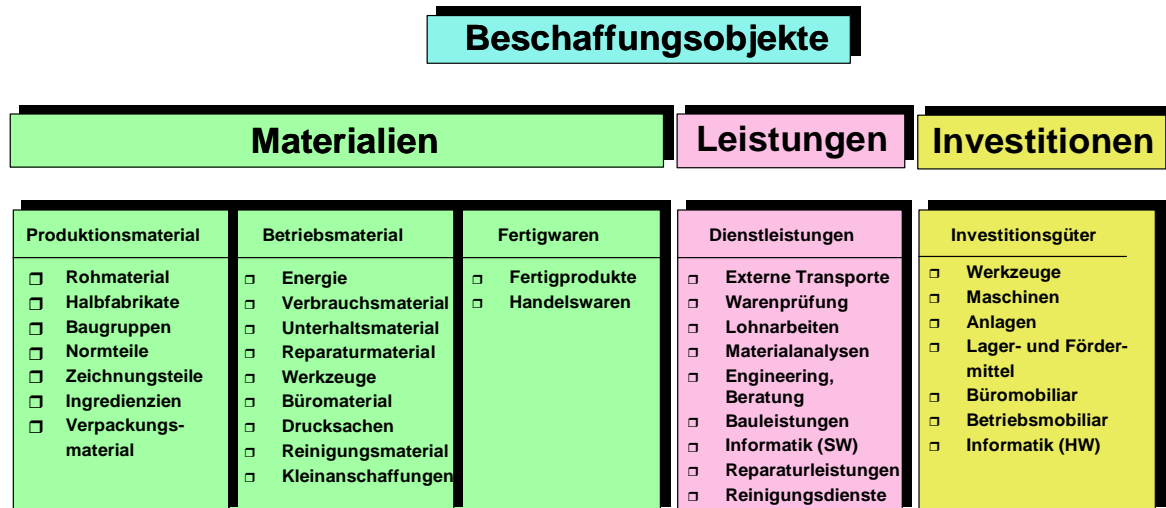 Beschaffungsobjekte
Materialien
Leistungen
Investitionen
Produktionsmaterial
Rohmaterial
Halbfabrikate
Baugruppen
Normteile
Zeichnungsteile
Ingredienzien
Verpackungs-
material
Betriebsmaterial
Energie
Verbrauchsmaterial
Unterhaltsmaterial
Reparaturmaterial
Werkzeuge
Büromaterial
Drucksachen
Reinigungsmaterial
Kleinanschaffungen
Fertigwaren
Fertigprodukte
Handelswaren
Dienstleistungen
Externe Transporte
Warenprüfung
Lohnarbeiten
Materialanalysen
Engineering,
Beratung
Bauleistungen
Informatik (SW)
Reparaturleistungen
Reinigungsdienste
Investitionsgüter
Werkzeuge
Maschinen
Anlagen
Lager- und Förder-
mittel
Büromobiliar
Betriebsmobiliar
Informatik (HW)